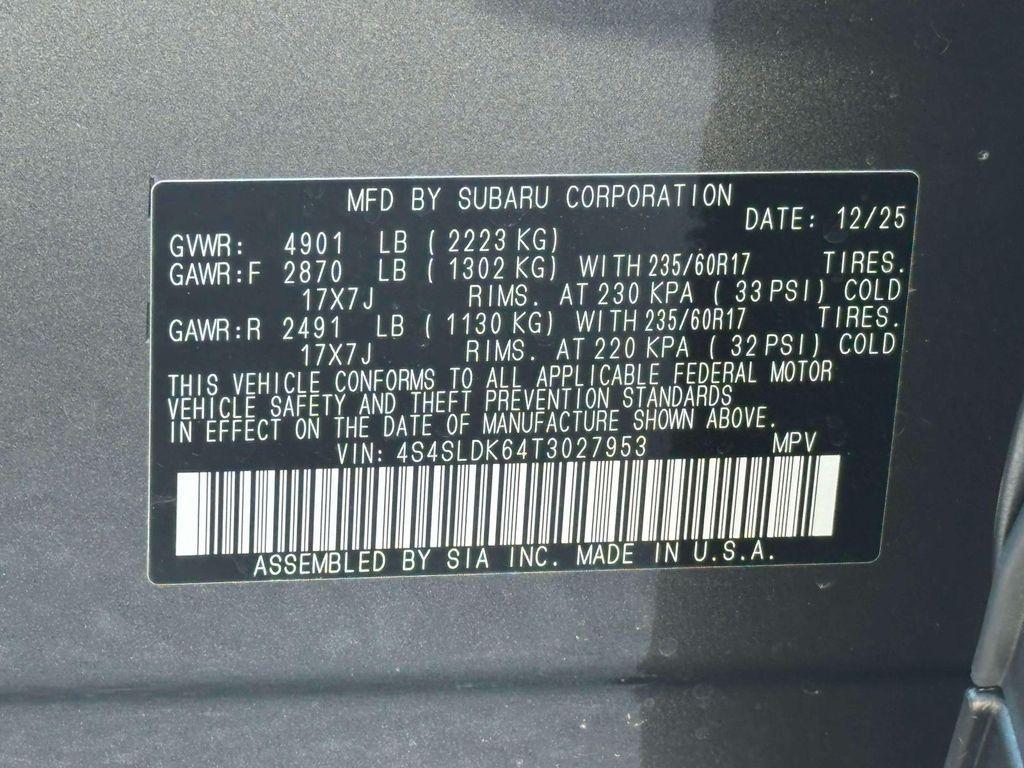 MFD BY SUBARU CORPORATION
DATE: 12/25
GVWR: 4901 LB ( 2223 KG)
GAWR:F 2870 LB ( 1302 KG) WITH 235/60R17 TIRES.
17X7J RIMS. AT 230 KPA ( 33 PSI) COLD
GAWR:R 2491 LB ( 1130 KG) WITH 235/60R17 TIRES.
17X7J RIMS. AT 220 KPA ( 32 PSI) COLD
THIS VEHICLE CONFORMS TO ALL APPLICABLE FEDERAL MOTOR
VEHICLE SAFETY AND THEFT PREVENTION STANDARDS
IN EFFECT ON THE DATE OF MANUFACTURE SHOWN ABOVE.
VIN: 4S4SLDK64T3027953 MPV
ASSEMBLED BY SIA INC. MADE IN U.S.A.